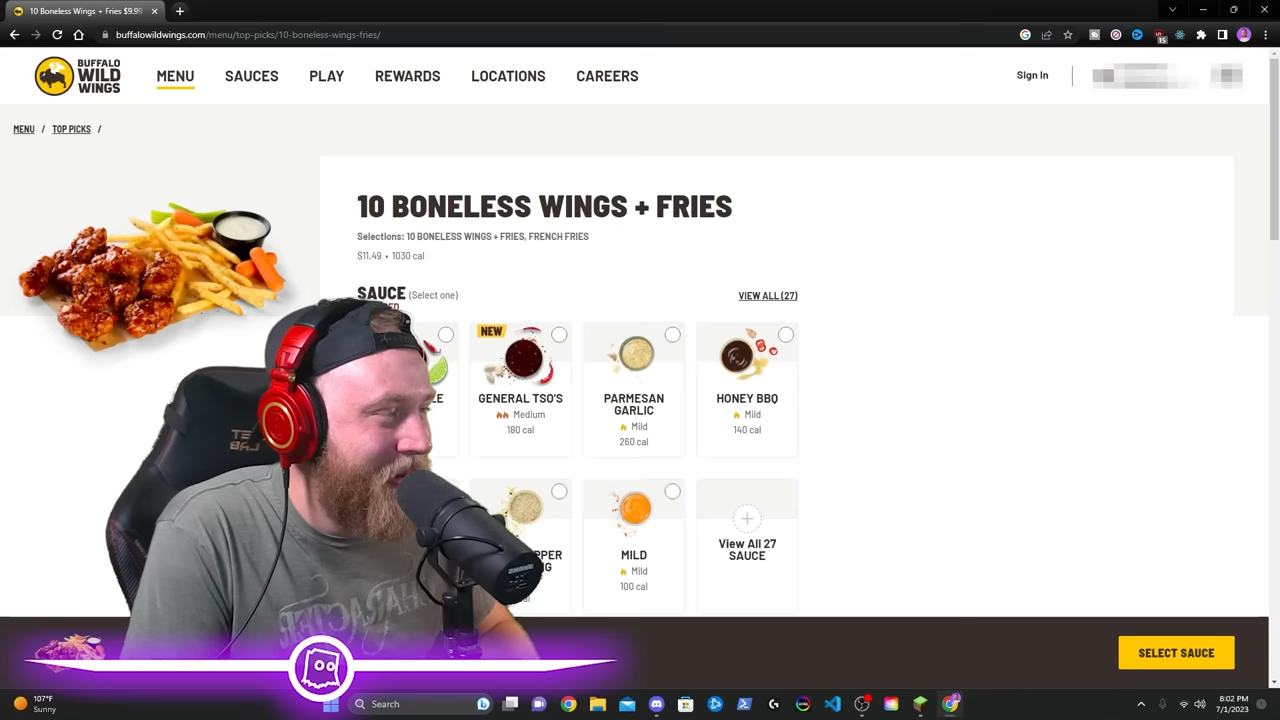 10 Boneless Wings + Fries $9.99
buffalowildwings.com/menu/top-picks/10-boneless-wings-fries/
15
BUFFALO
WILD
WINGS
MENU
SAUCES
PLAY
REWARDS
LOCATIONS
CAREERS
Sign In
MENU / TOP PICKS /
10 BONELESS WINGS + FRIES
Selections: 10 BONELESS WINGS + FRIES, FRENCH FRIES
$11.49 • 1030 cal
SAUCE (Select one)
VIEW ALL (27)
NEW
GENERAL TSO'S
Medium
180 cal
PARMESAN
GARLIC
Mild
260 cal
HONEY BBQ
Mild
140 cal
MILD
Mild
100 cal
View All 27
SAUCE
SELECT SAUCE
107°F
Sunny
Search
8:02 PM
7/1/2023